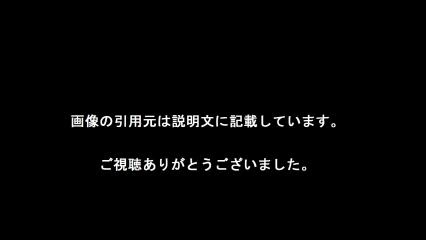 画像の引用元は説明文に記載しています。
ご視聴ありがとうございました。